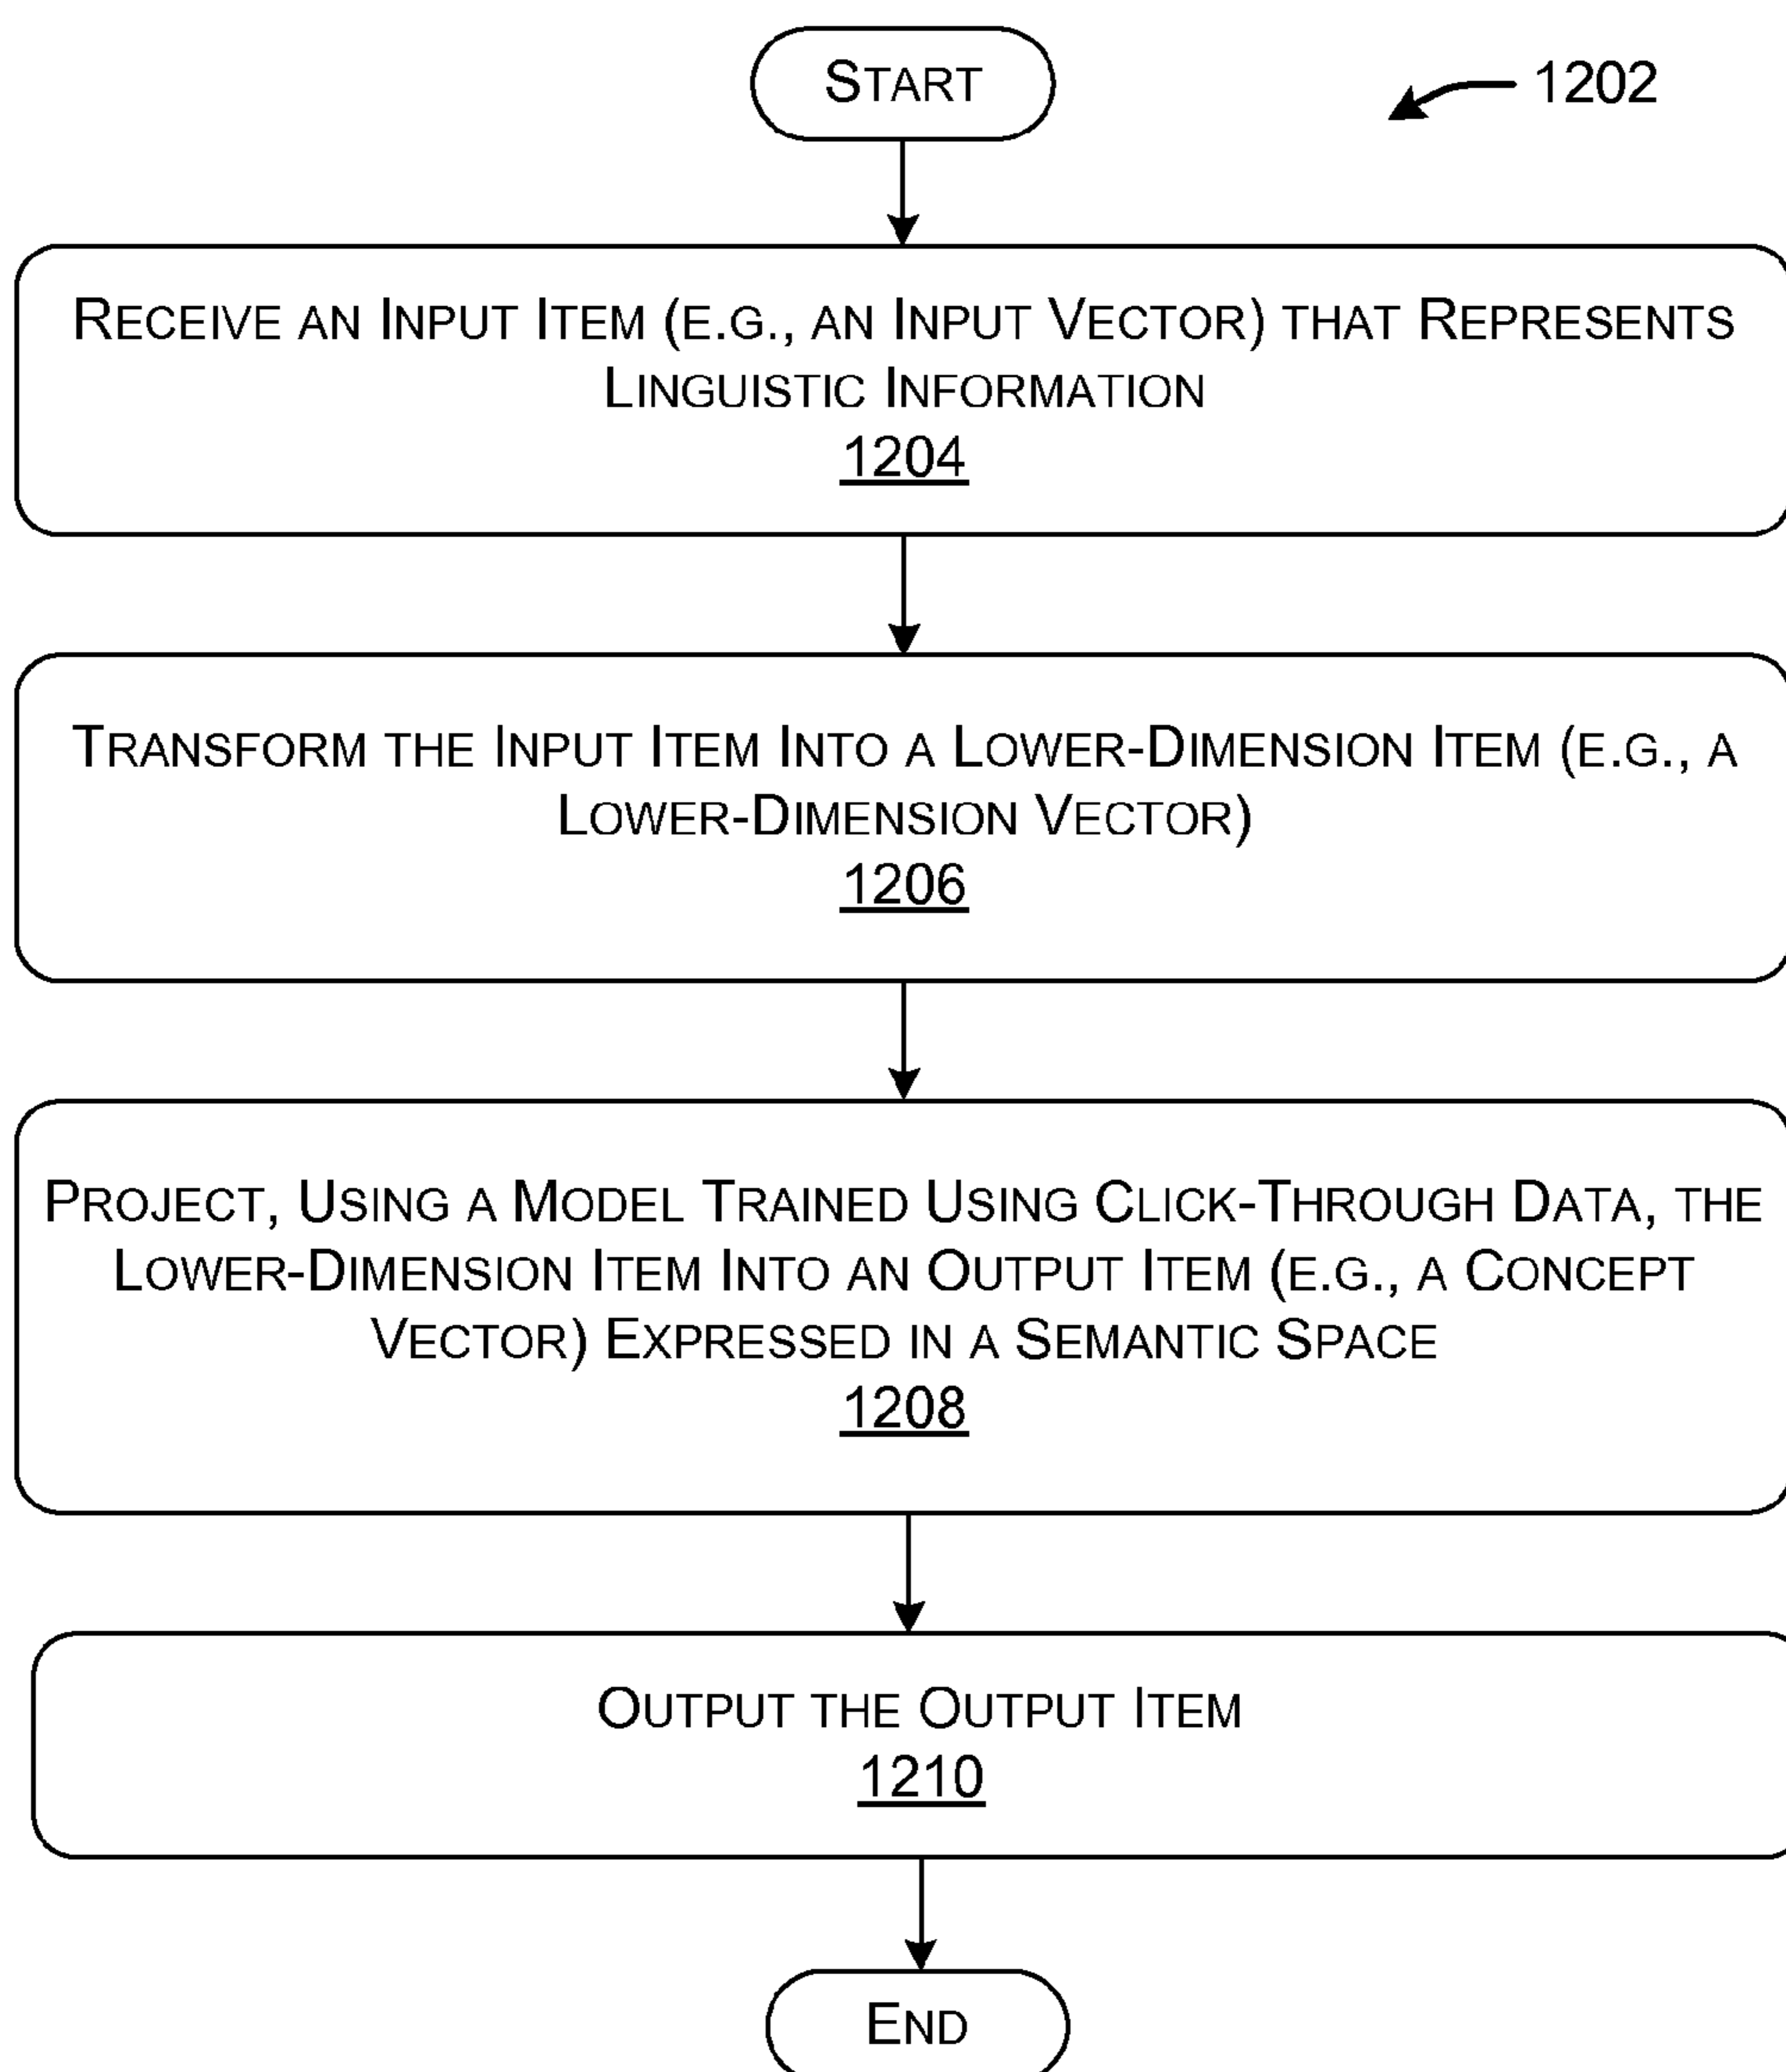 START
1202
RECEIVE AN INPUT ITEM (E.G., AN INPUT VECTOR) THAT REPRESENTS
LINGUISTIC INFORMATION
1204
TRANSFORM THE INPUT ITEM INTO A LOWER-DIMENSION ITEM (E.G., A
LOWER-DIMENSION VECTOR)
1206
PROJECT, USING A MODEL TRAINED USING CLICK-THROUGH DATA, THE
LOWER-DIMENSION ITEM INTO AN OUTPUT ITEM (E.G., A CONCEPT
VECTOR) EXPRESSED IN A SEMANTIC SPACE
1208
OUTPUT THE OUTPUT ITEM
1210
END